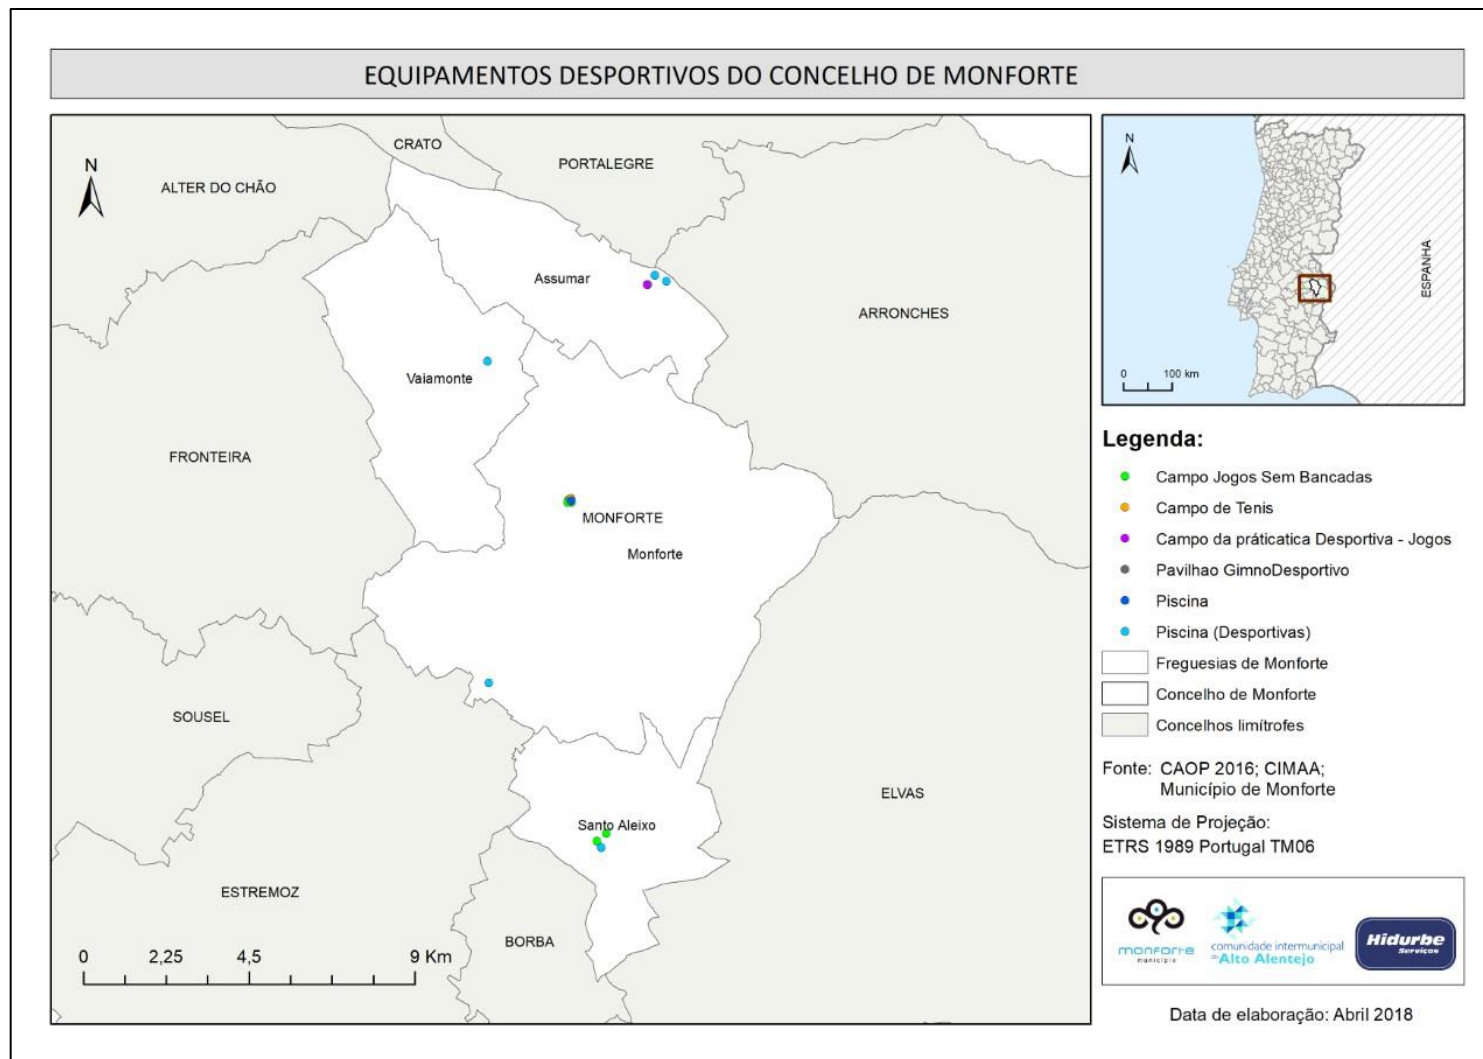 EQUIPAMENTOS DESPORTIVOS DO CONCELHO DE MONFORTE
N
CRATO
PORTALEGRE
ALTER DO CHÃO
Assumar
ARRONCHES
Vaiamonte
FRONTEIRA
MONFORTE
Monforte
SOUSEL
ELVAS
Santo Aleixo
ESTREMOZ
BORBA
0 2,25 4,5 9 Km
N
ESPANHA
0 100 km
Legenda:
Campo Jogos Sem Bancadas
Campo de Tenis
Campo da práticatica Desportiva - Jogos
Pavilhao GimnoDesportivo
Piscina
Piscina (Desportivas)
Freguesias de Monforte
Concelho de Monforte
Concelhos limítrofes
Fonte: CAOP 2016; CIMAA;
Município de Monforte
Sistema de Projeção:
ETRS 1989 Portugal TM06
monforte
município
comunidade intermunicipal
do Alto Alentejo
Hidurbe
Serviços
Data de elaboração: Abril 2018